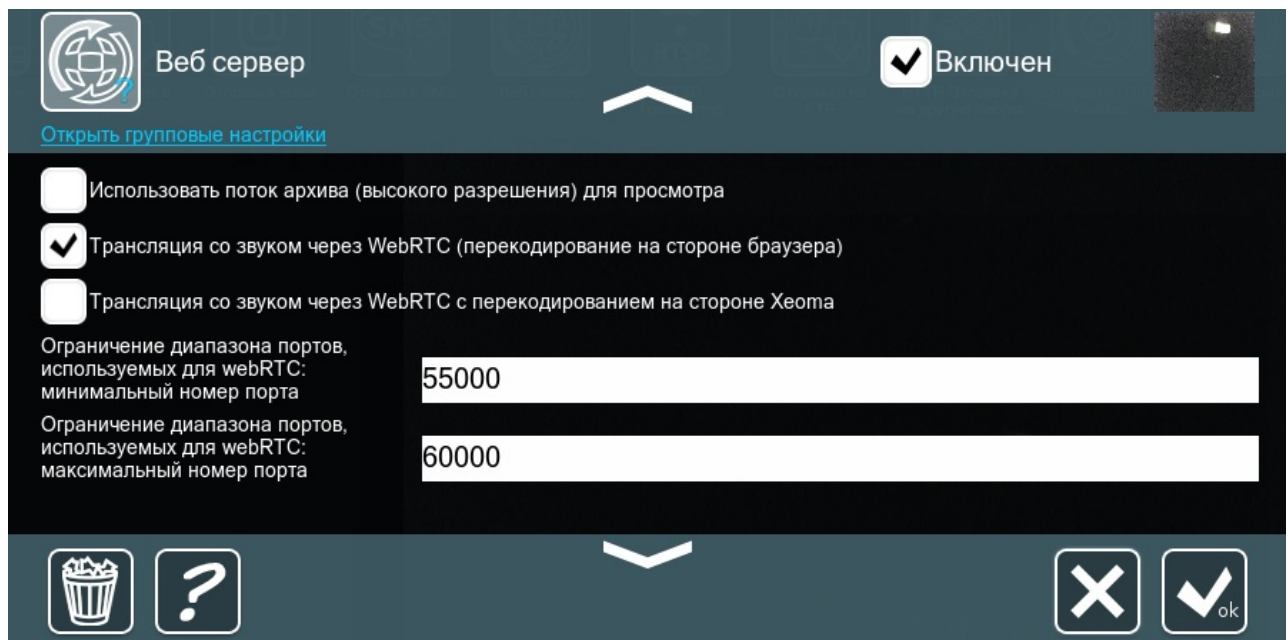 Веб сервер
Включен
Открыть групповые настройки
Использовать поток архива (высокого разрешения) для просмотра
Трансляция со звуком через WebRTC (перекодирование на стороне браузера)
Трансляция со звуком через WebRTC с перекодированием на стороне Xeoma
Ограничение диапазона портов,
используемых для webRTC:
минимальный номер порта
55000
Ограничение диапазона портов,
используемых для webRTC:
максимальный номер порта
60000
?
ok